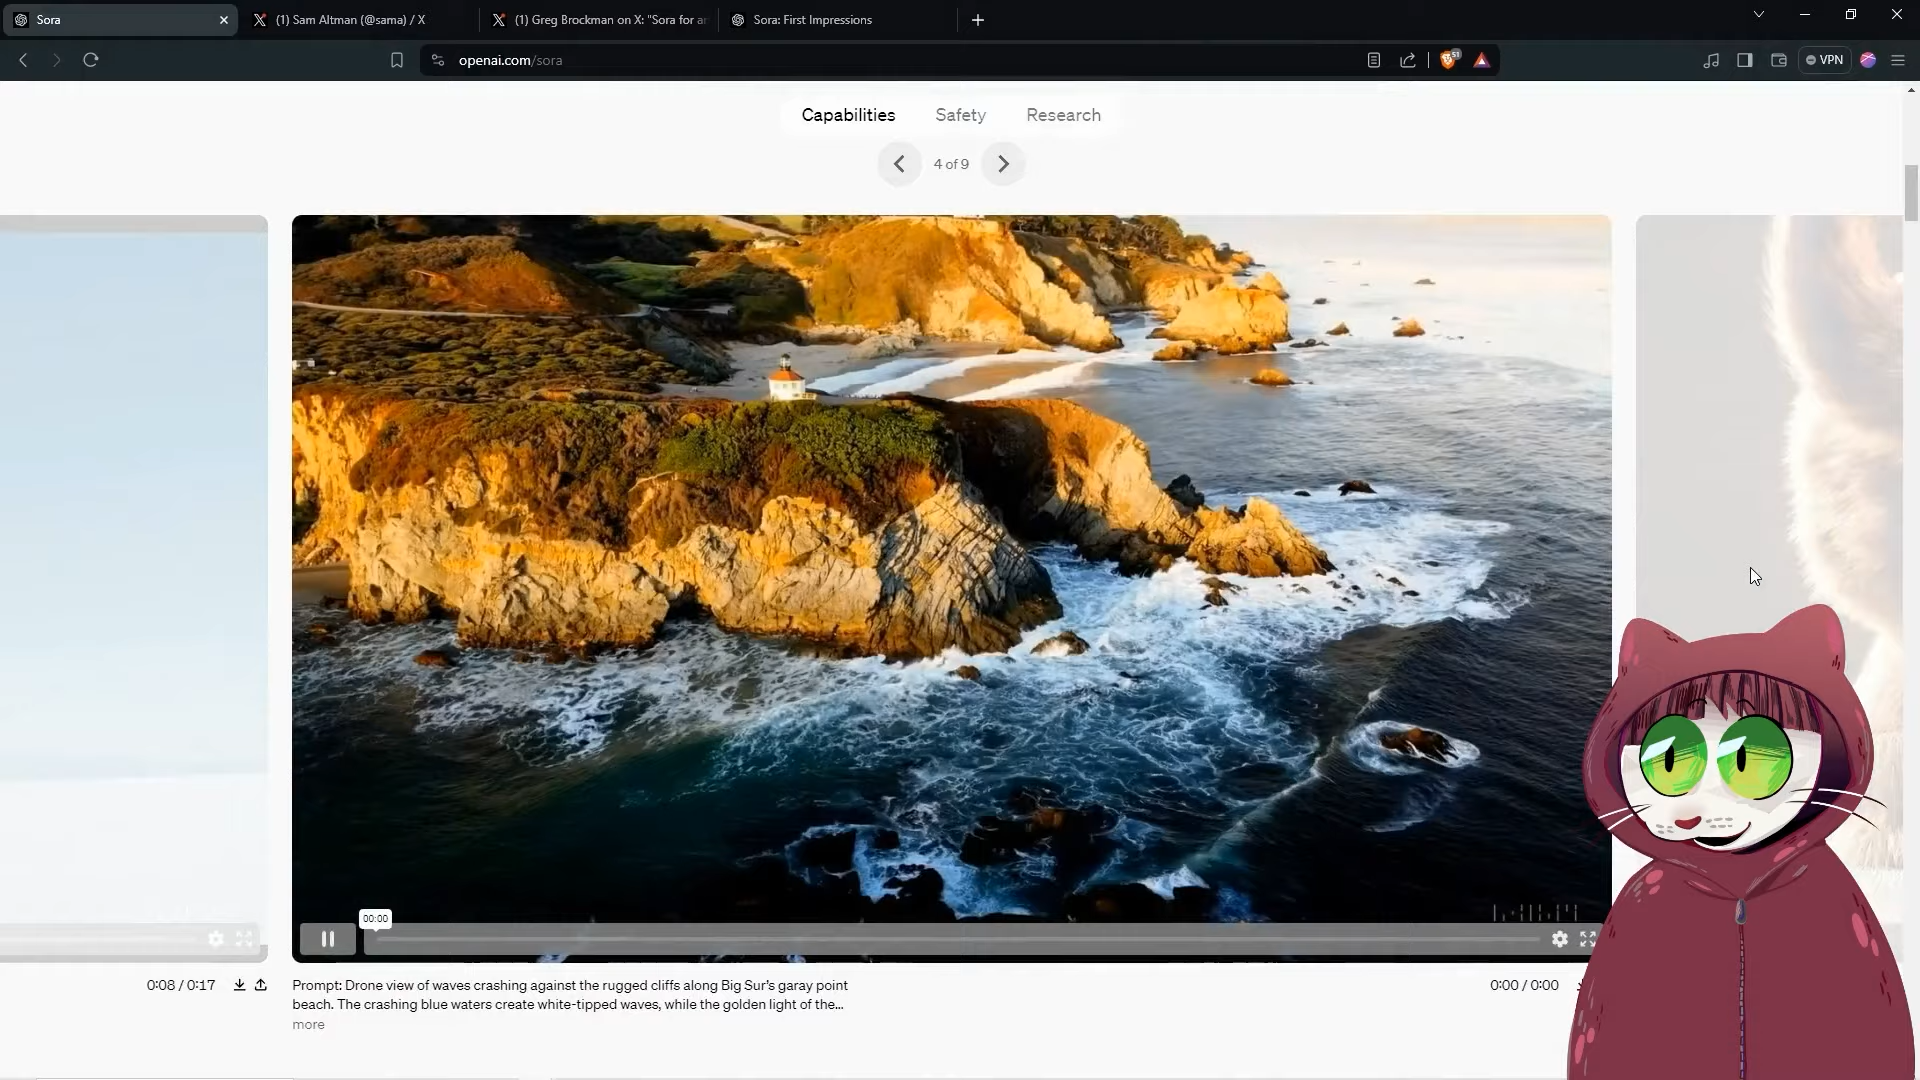 Sora
(1) Sam Altman (@sama) / X
(1) Greg Brockman on X: "Sora for ar
Sora: First Impressions
openai.com/sora
51
VPN
Capabilities
Safety
Research
4 of 9
00:00
0:08 / 0:17
Prompt: Drone view of waves crashing against the rugged cliffs along Big Sur’s garay point
beach. The crashing blue waters create white-tipped waves, while the golden light of the...
more
0:00 / 0:00